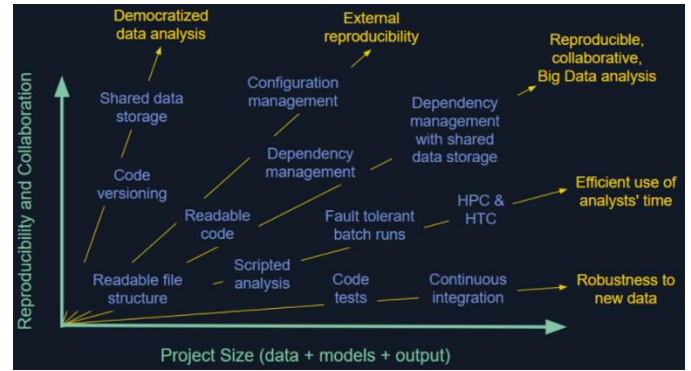 Democratized
data analysis
External
reproducibility
Reproducible,
collaborative,
Big Data analysis
Shared data
storage
Configuration
management
Dependency
management
with shared
data storage
Code
versioning
Dependency
management
Efficient use of
analysts' time
HPC &
HTC
Readable
code
Fault tolerant
batch runs
Readable file
structure
Scripted
analysis
Code
tests
Continuous
integration
Robustness to
new data
Reproducibility and Collaboration
Project Size (data + models + output)